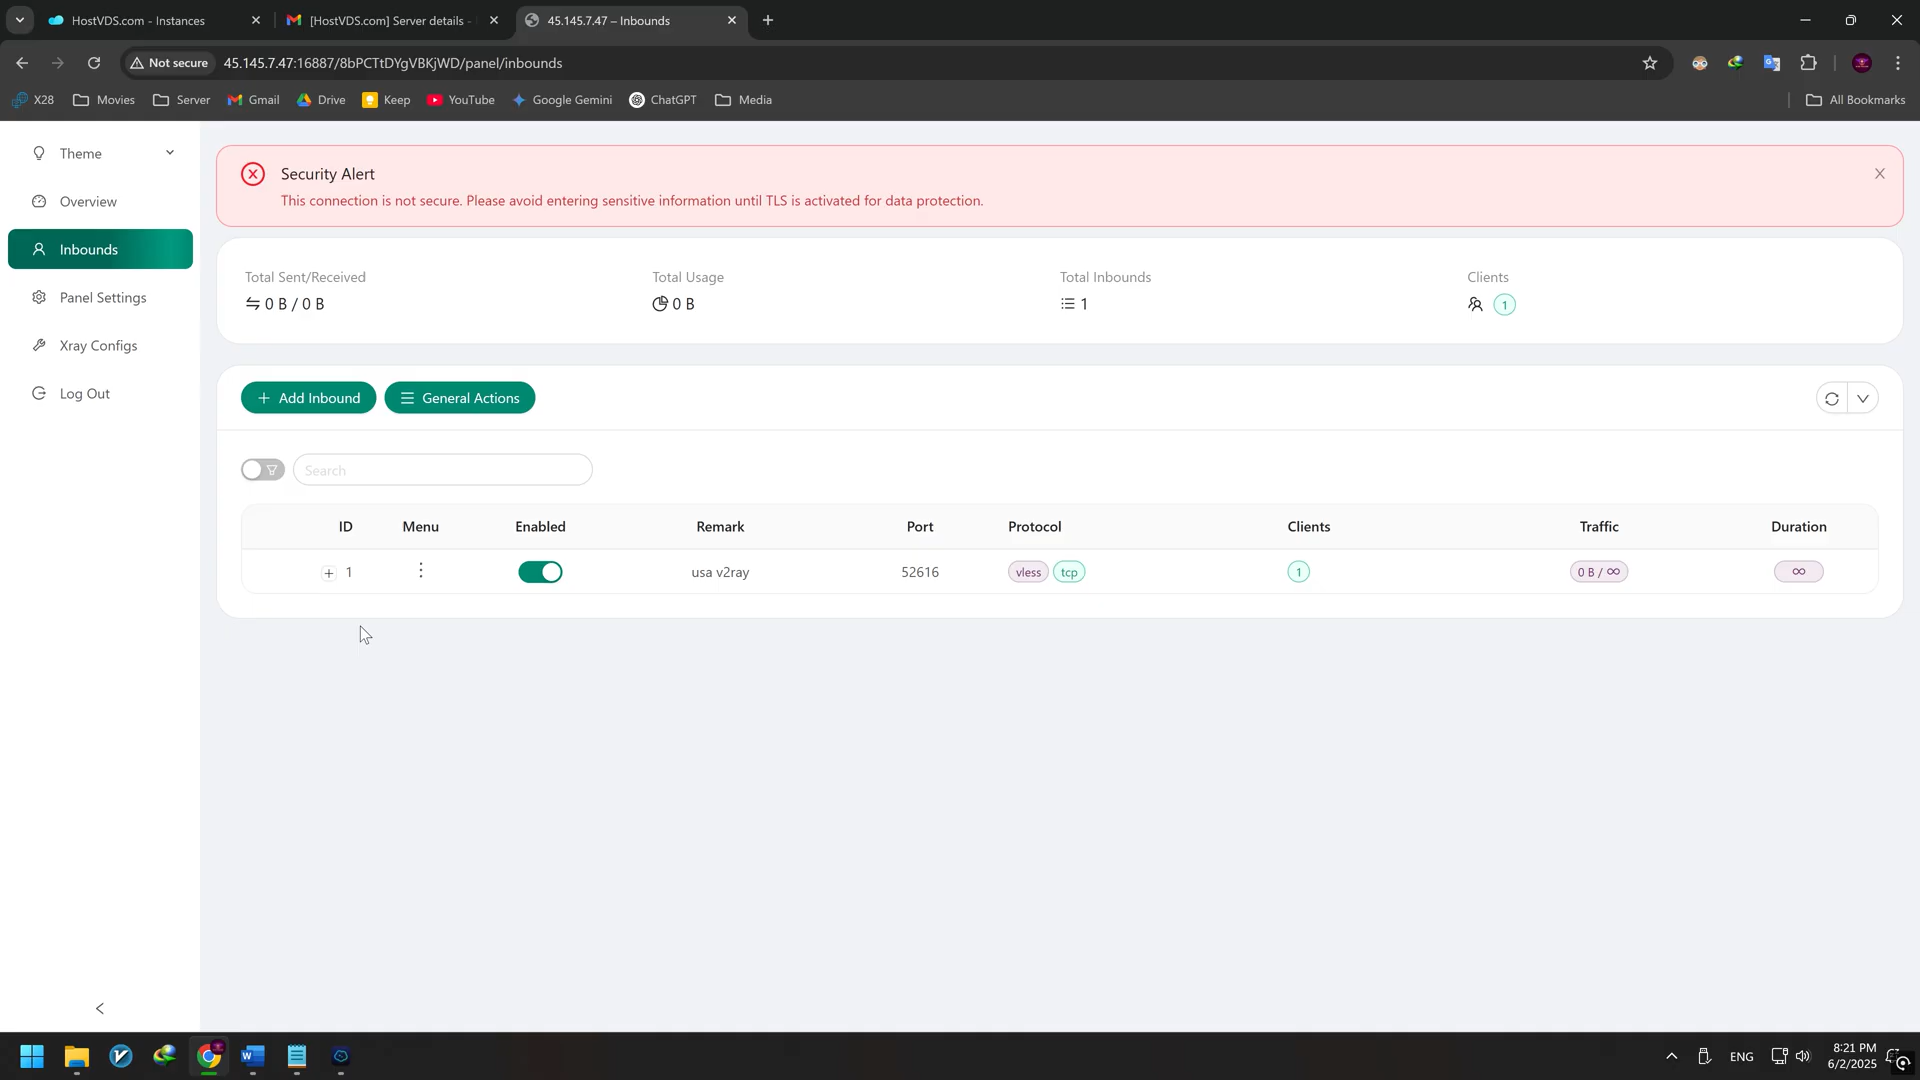 HostVDS.com - Instances
[HostVDS.com] Server details -
45.145.7.47 – Inbounds
Not secure
45.145.7.47:16887/8bPCTtDYgVBKjWD/panel/inbounds
X28
Movies
Server
Gmail
Drive
Keep
YouTube
Google Gemini
ChatGPT
Media
All Bookmarks
Theme
Overview
Inbounds
Panel Settings
Xray Configs
Log Out
Security Alert
This connection is not secure. Please avoid entering sensitive information until TLS is activated for data protection.
Total Sent/Received
0 B / 0 B
Total Usage
0 B
Total Inbounds
1
Clients
1
Add Inbound
General Actions
Search
ID Menu Enabled Remark Port Protocol Clients Traffic Duration
1 usa v2ray 52616 vless tcp 1 0 B / ∞ ∞
ENG
8:21 PM
6/2/2025